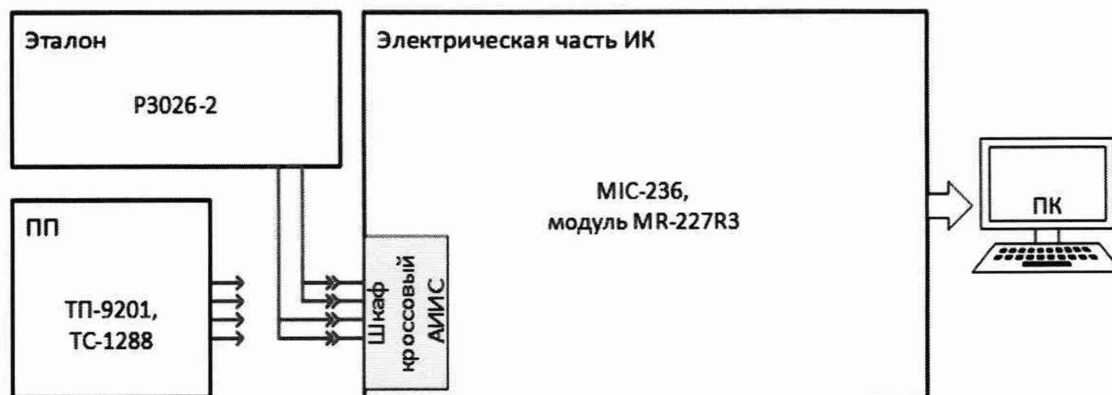 Эталон
Р3026-2
ПП
ТП-9201,
ТС-1288
Электрическая часть ИК
MIC-236,
модуль MR-227R3
Шкаф
кроссовый
АИИС
ПК